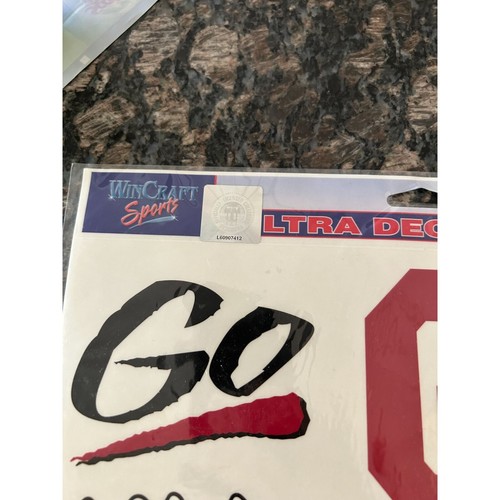 WINCRAFT
Sports
LTRA DEC
L00907412
GO